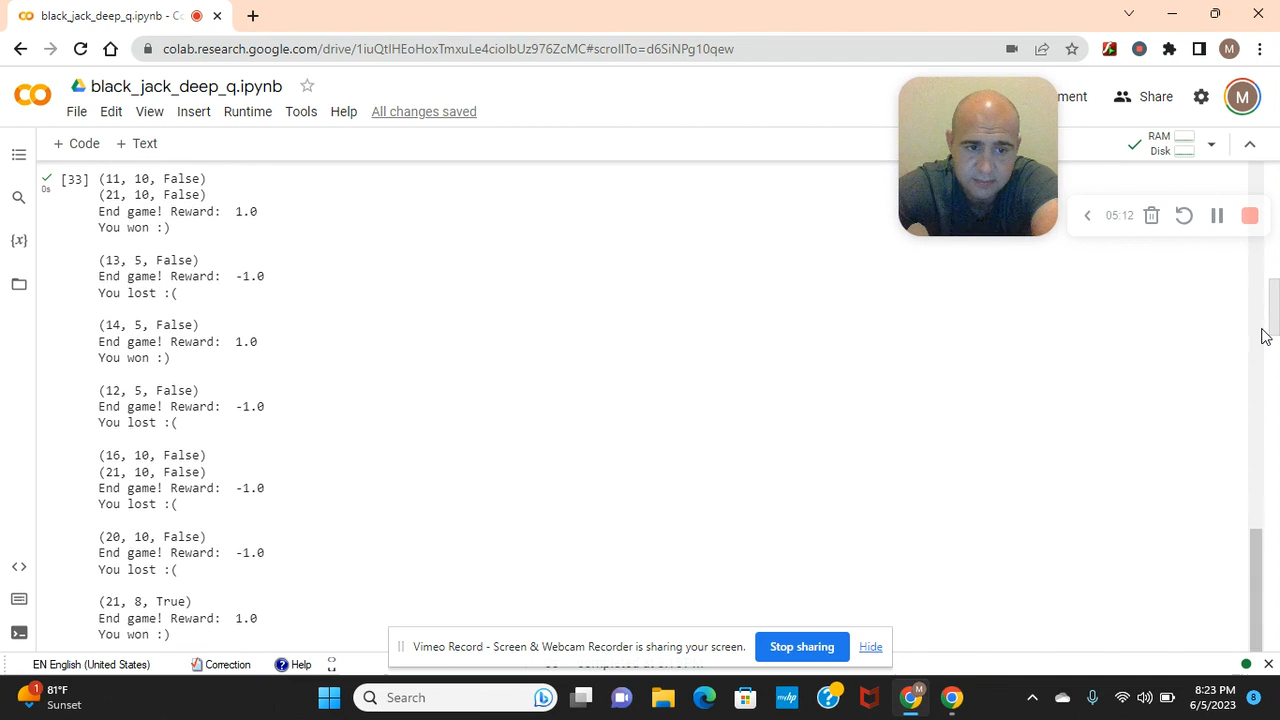 black_jack_deep_q.ipynb - Co
colab.research.google.com/drive/1iuQtIHEoHoxTmxuLe4cioIbUz976ZcMC#scrollTo=d6SiNPg10qew
M
black_jack_deep_q.ipynb
File Edit View Insert Runtime Tools Help All changes saved
ment Share M
+ Code + Text
RAM
Disk
[33] (11, 10, False)
0s
(21, 10, False)
End game! Reward: 1.0
You won :)
(13, 5, False)
End game! Reward: -1.0
You lost :(
(14, 5, False)
End game! Reward: 1.0
You won :)
(12, 5, False)
End game! Reward: -1.0
You lost :(
(16, 10, False)
(21, 10, False)
End game! Reward: -1.0
You lost :(
(20, 10, False)
End game! Reward: -1.0
You lost :(
(21, 8, True)
End game! Reward: 1.0
You won :)
{x}
05:12
Vimeo Record - Screen & Webcam Recorder is sharing your screen. Stop sharing Hide
EN English (United States) Correction Help
1
81°F
Sunset
Search
myhp
M
8:23 PM
6/5/2023
8